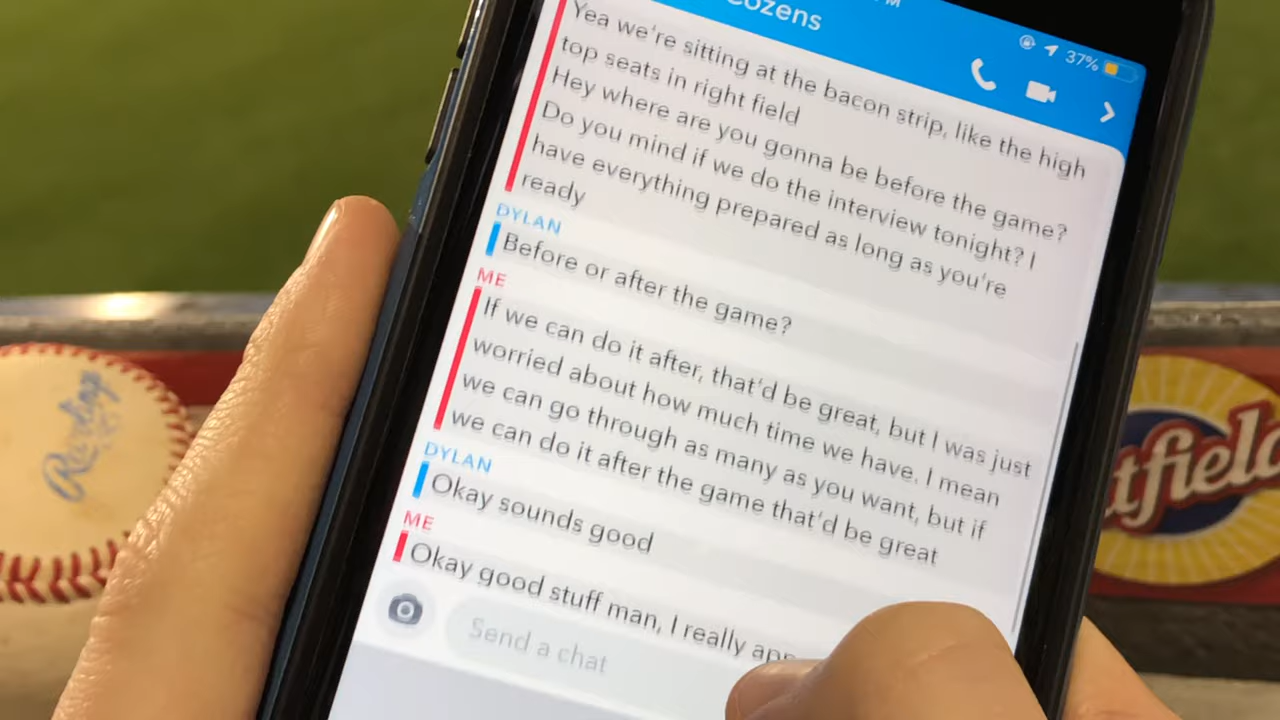 Cozens
37%
Yea we're sitting at the bacon strip, like the high
top seats in right field
Hey where are you gonna be before the game?
Do you mind if we do the interview tonight? I
have everything prepared as long as you're
ready
DYLAN
Before or after the game?
ME
If we can do it after, that'd be great, but I was just
worried about how much time we have. I mean
we can go through as many as you want, but if
we can do it after the game that'd be great
DYLAN
Okay sounds good
ME
Okay good stuff man, I really
Send a chat
Rawlings